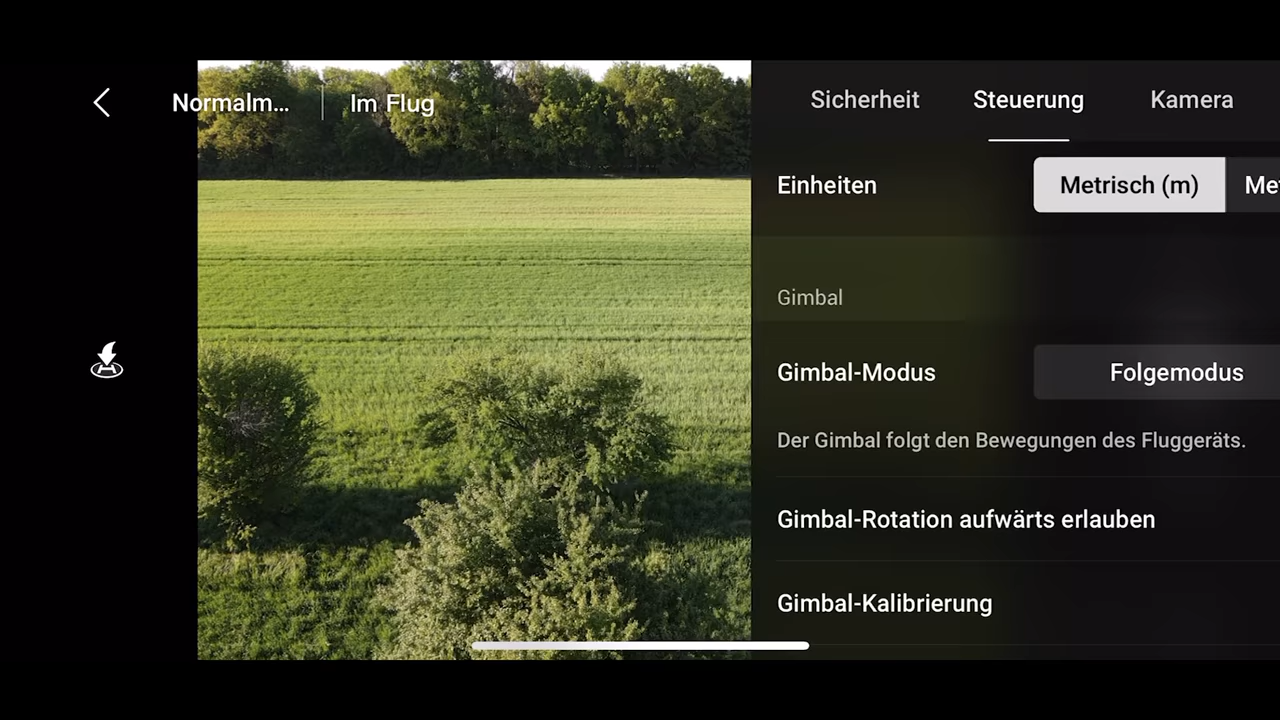 Normalm...
Im Flug
Sicherheit
Steuerung
Kamera
Einheiten
Metrisch (m)
Gimbal
Gimbal-Modus
Folgemodus
Der Gimbal folgt den Bewegungen des Fluggeräts.
Gimbal-Rotation aufwärts erlauben
Gimbal-Kalibrierung